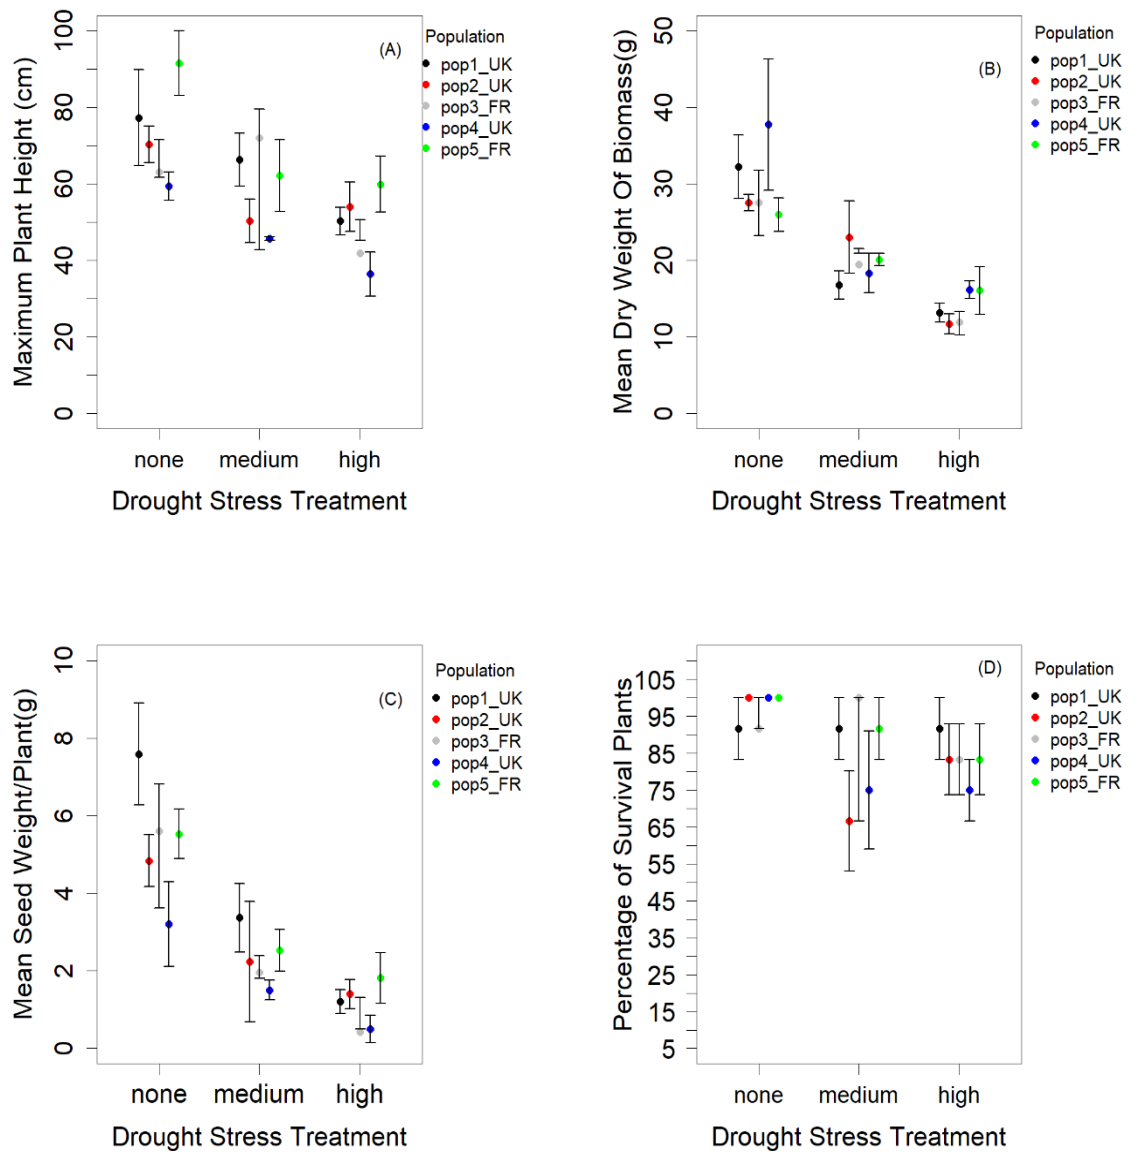 Maximum Plant Height (cm)
100
80
60
40
20
0
(A)
none medium high
Drought Stress Treatment
Population
pop1_UK
pop2_UK
pop3_FR
pop4_UK
pop5_FR
Mean Dry Weight Of Biomass(g)
50
40
30
20
10
0
(B)
none medium high
Drought Stress Treatment
Population
pop1_UK
pop2_UK
pop3_FR
pop4_UK
pop5_FR
Mean Seed Weight/Plant(g)
10
8
6
4
2
0
(C)
none medium high
Drought Stress Treatment
Population
pop1_UK
pop2_UK
pop3_FR
pop4_UK
pop5_FR
Percentage of Survival Plants
105
95
85
75
65
55
45
35
25
15
5
(D)
none medium high
Drought Stress Treatment
Population
pop1_UK
pop2_UK
pop3_FR
pop4_UK
pop5_FR